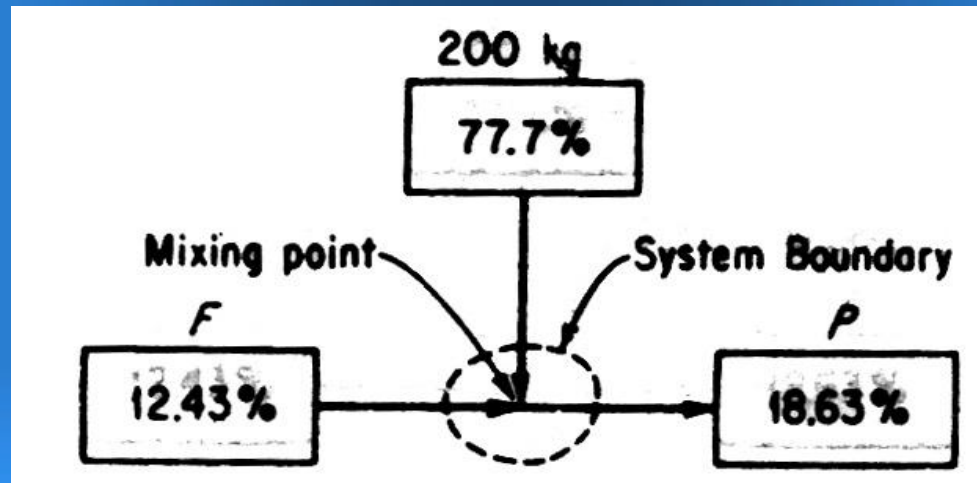 200 kg
77.7%
Mixing point
System Boundary
F
P
12.43%
18.63%